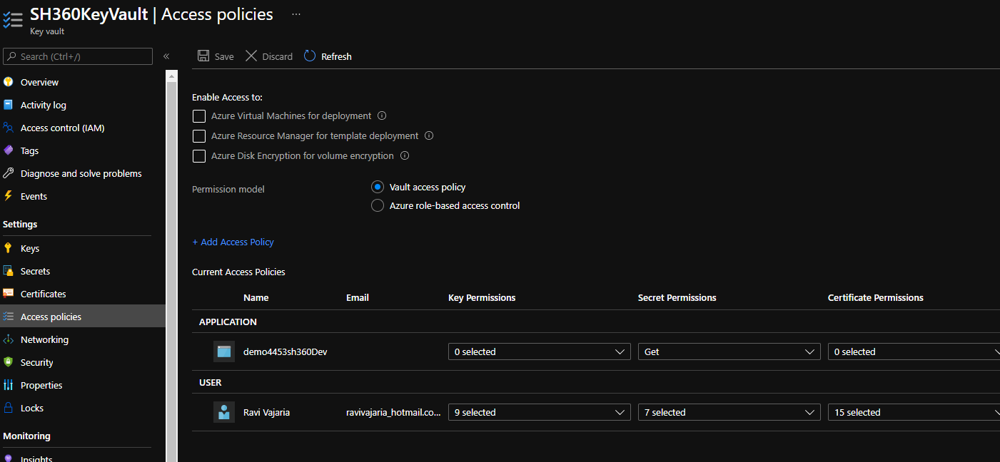 SH360KeyVault | Access policies ...
Key vault
Search (Ctrl+/)
«
Save
Discard
Refresh
Overview
Activity log
Access control (IAM)
Tags
Diagnose and solve problems
Events
Settings
Keys
Secrets
Certificates
Access policies
Networking
Security
Properties
Locks
Monitoring
Insights
Enable Access to:
Azure Virtual Machines for deployment
Azure Resource Manager for template deployment
Azure Disk Encryption for volume encryption
Permission model
Vault access policy
Azure role-based access control
+ Add Access Policy
Current Access Policies
Name Email Key Permissions Secret Permissions Certificate Permissions
APPLICATION
demo4453sh360Dev 0 selected Get 0 selected
USER
Ravi Vajaria ravivajaria_hotmail.co... 9 selected 7 selected 15 selected